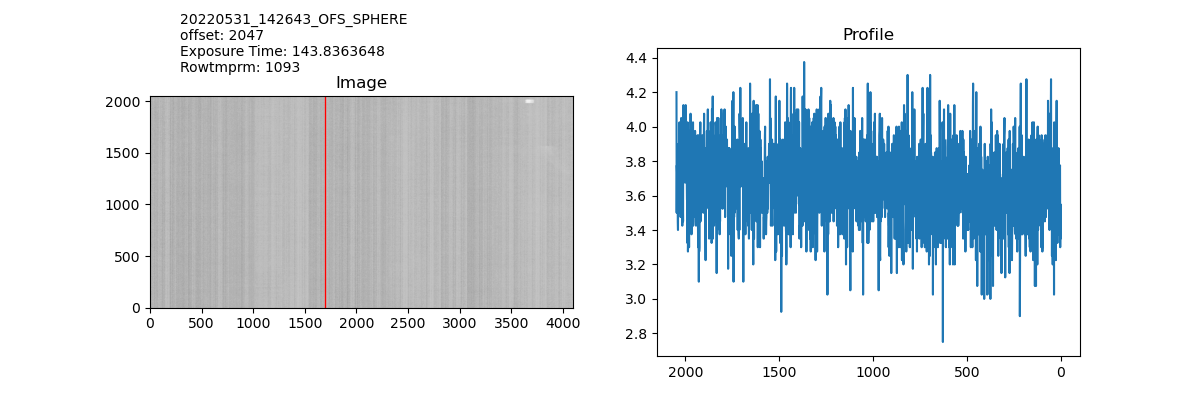 20220531_142643_OFS_SPHERE
offset: 2047
Exposure Time: 143.8363648
Rowtmprm: 1093
Image
2000
1500
1000
500
0
0 500 1000 1500 2000 2500 3000 3500 4000
Profile
4.4
4.2
4.0
3.8
3.6
3.4
3.2
3.0
2.8
2000 1500 1000 500 0